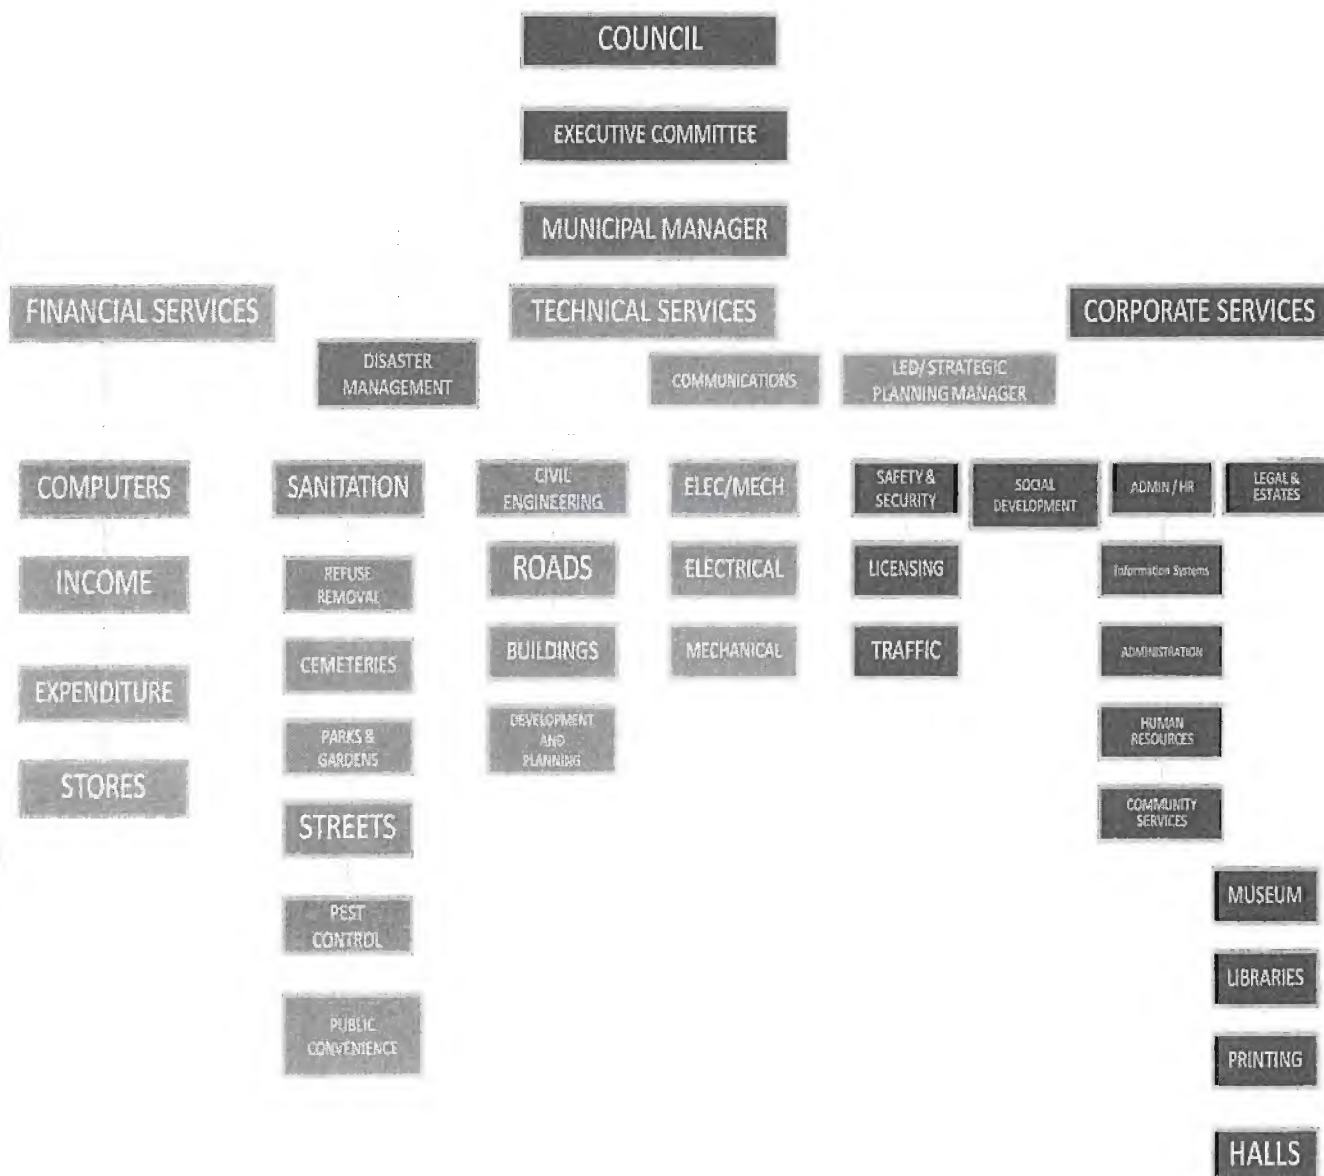 COUNCIL
EXECUTIVE COMMITTEE
MUNICIPAL MANAGER
FINANCIAL SERVICES
TECHNICAL SERVICES
CORPORATE SERVICES
DISASTER
MANAGEMENT
COMMUNICATIONS
LED/ STRATEGIC
PLANNING MANAGER
COMPUTERS
INCOME
EXPENDITURE
STORES
SANITATION
REFUSE
REMOVAL
CEMETERIES
PARKS &
GARDENS
STREETS
PEST
CONTROL
PUBLIC
CONVENIENCE
CIVIL
ENGINEERING
ROADS
BUILDINGS
DEVELOPMENT
AND
PLANNING
ELEC/MECH
ELECTRICAL
MECHANICAL
SAFETY &
SECURITY
LICENSING
TRAFFIC
SOCIAL
DEVELOPMENT
ADMIN / HR
Information Systems
ADMINISTRATION
HUMAN
RESOURCES
COMMUNITY
SERVICES
LEGAL &
ESTATES
MUSEUM
LIBRARIES
PRINTING
HALLS